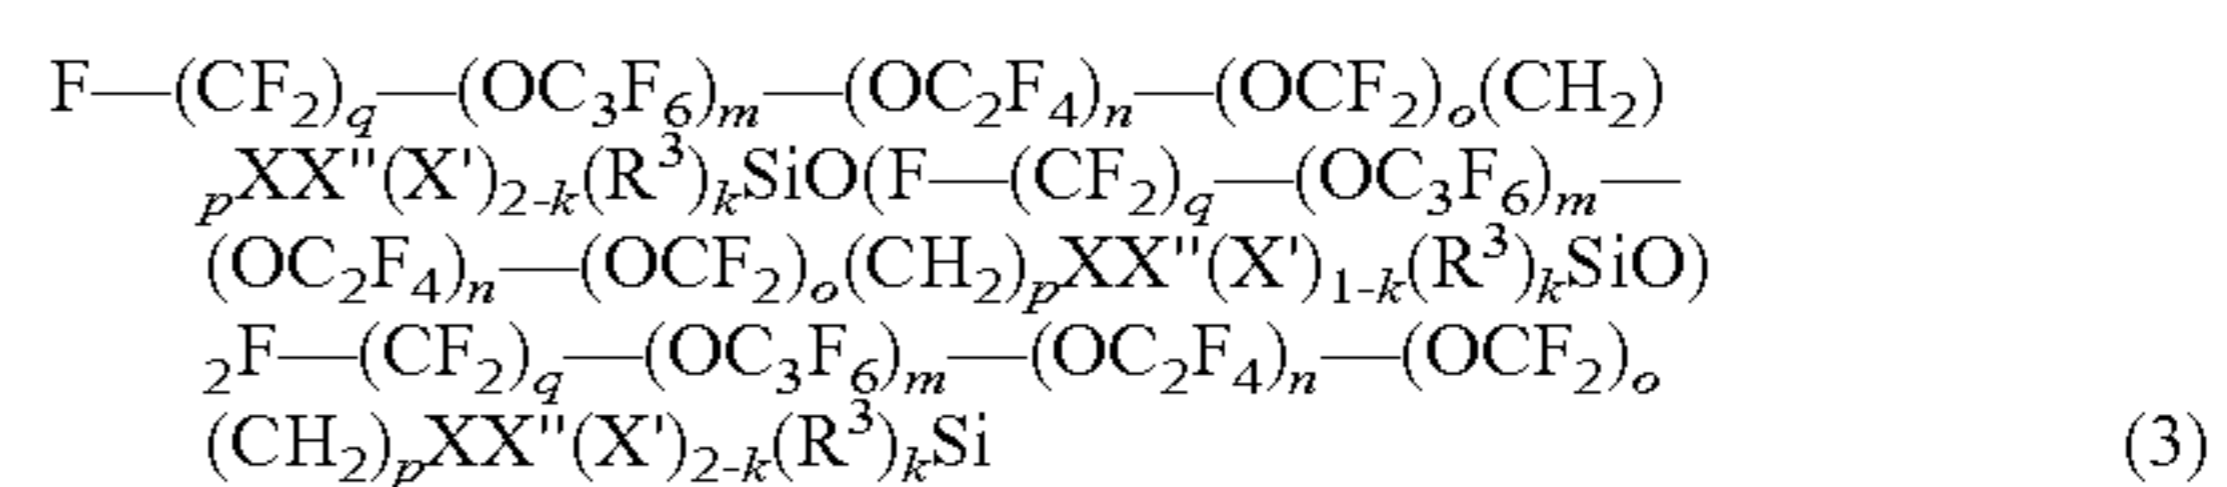 F—(CF₂)q—(OC₃F₆)m—(OC₂F₄)n—(OCF₂)o(CH₂)
pXX"(X')₂₋k(R³)kSiO(F—(CF₂)q—(OC₃F₆)m—
(OC₂F₄)n—(OCF₂)o(CH₂)pXX"(X')₁₋k(R³)kSiO)
₂F—(CF₂)q—(OC₃F₆)m—(OC₂F₄)n—(OCF₂)o
(CH₂)pXX"(X')₂₋k(R³)kSi (3)